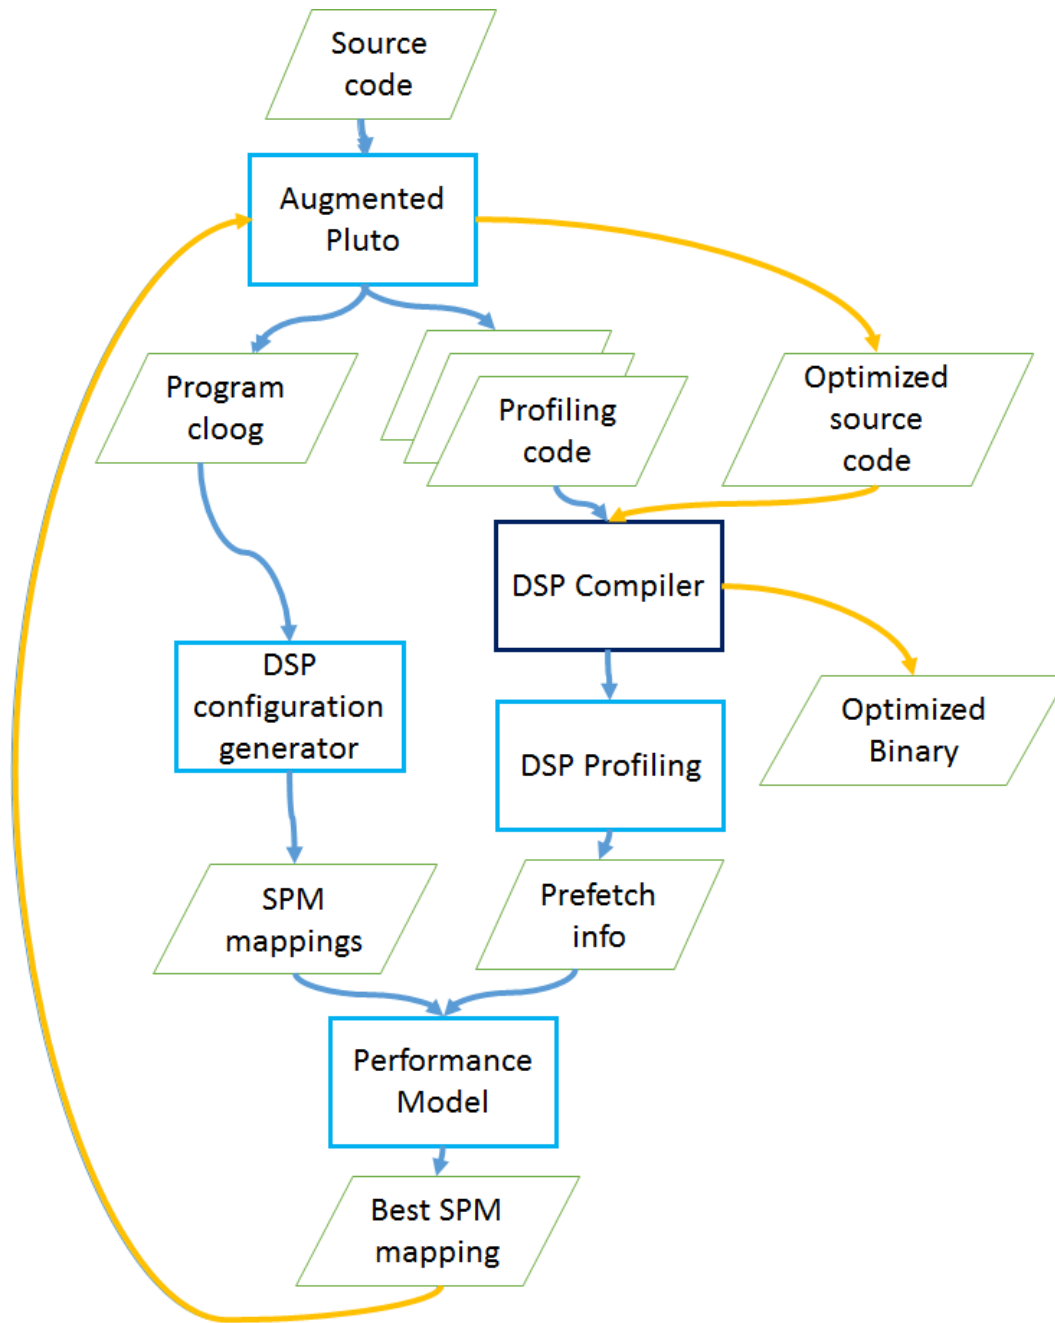 Source
code
Augmented
Pluto
Program
cloog
Profiling
code
Optimized
source
code
DSP Compiler
DSP
configuration
generator
Optimized
Binary
DSP Profiling
SPM
mappings
Prefetch
info
Performance
Model
Best SPM
mapping